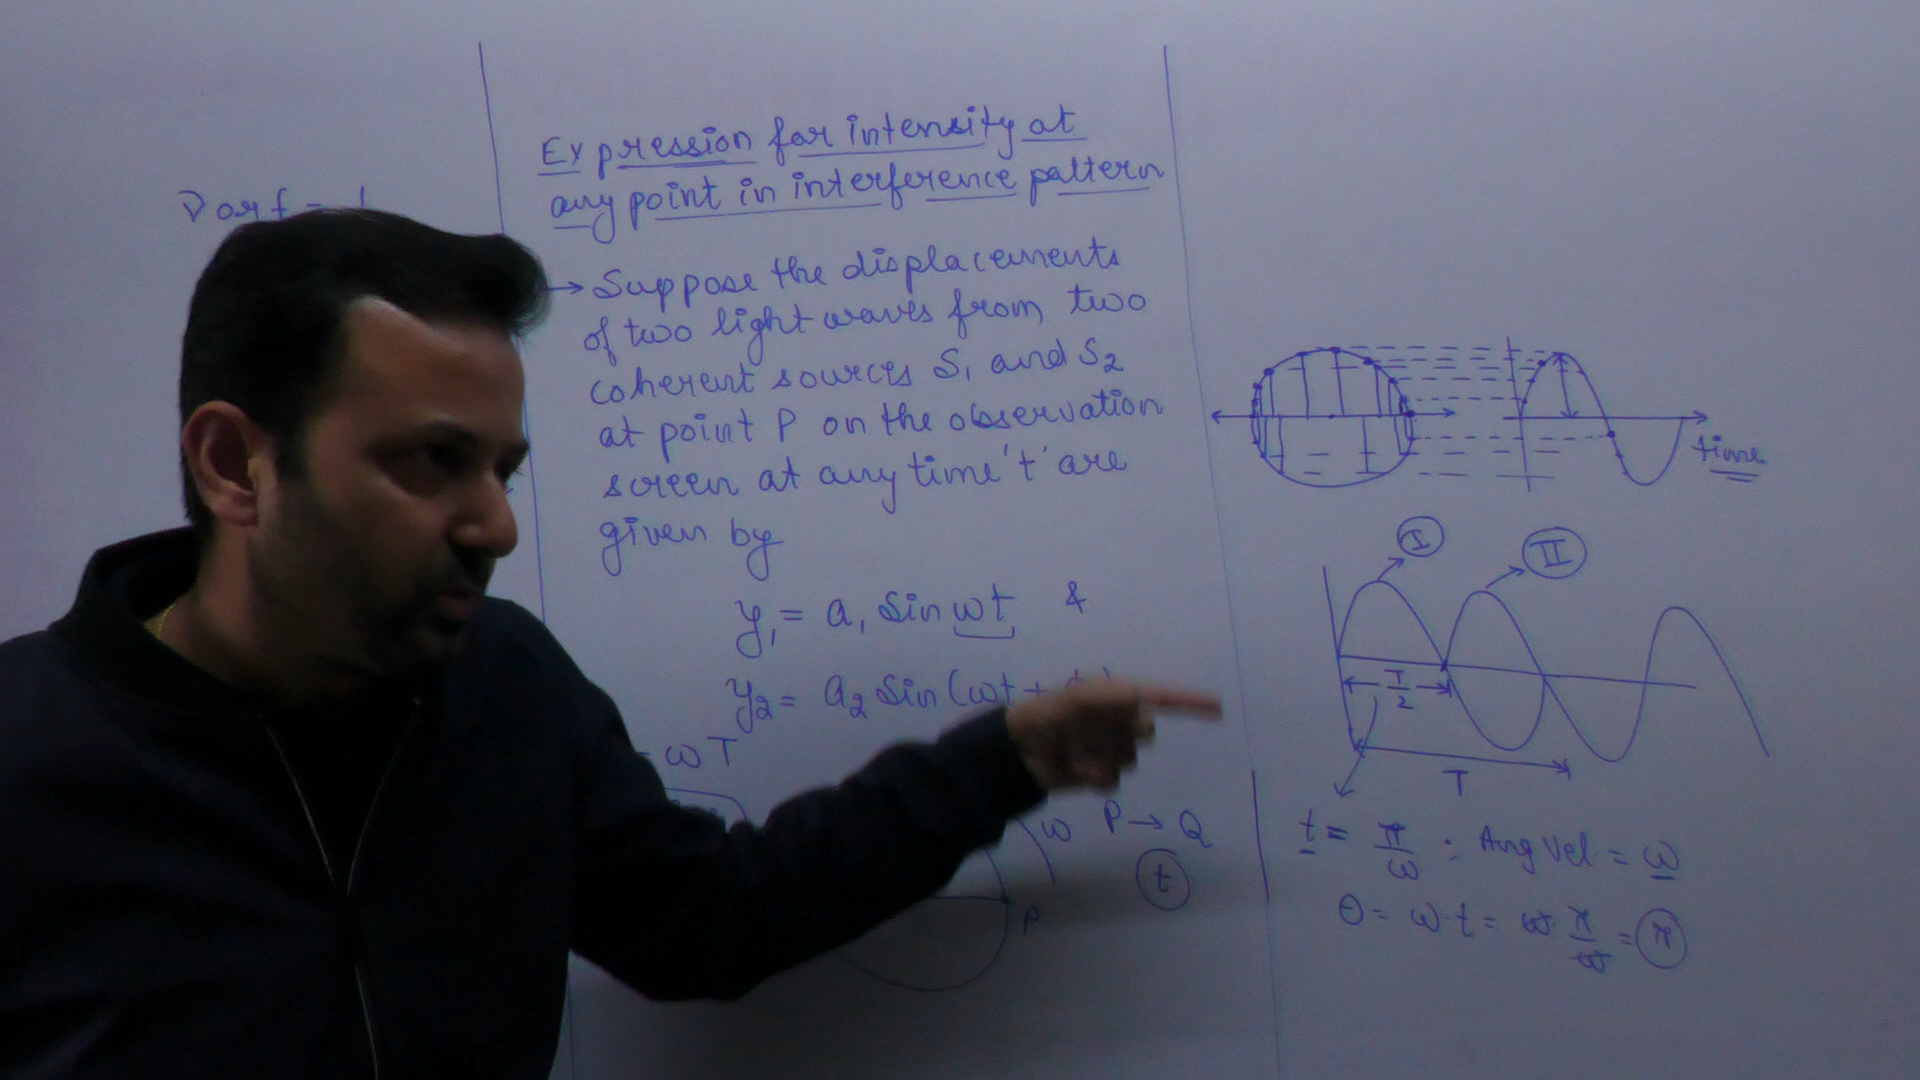 Expression for intensity at
any point in interference pattern
→ Suppose the displacements
of two light waves from two
coherent sources S₁ and S₂
at point P on the observation
screen at any time 't' are
given by
y₁ = a₁ sin ωt &
y₂ = a₂ sin (ωt +
= ωT
ω P → Q
t
P
time
I
II
T/2
T
t = π/ω : Ang Vel. = ω
θ = ω·t = ω·π/ω = π